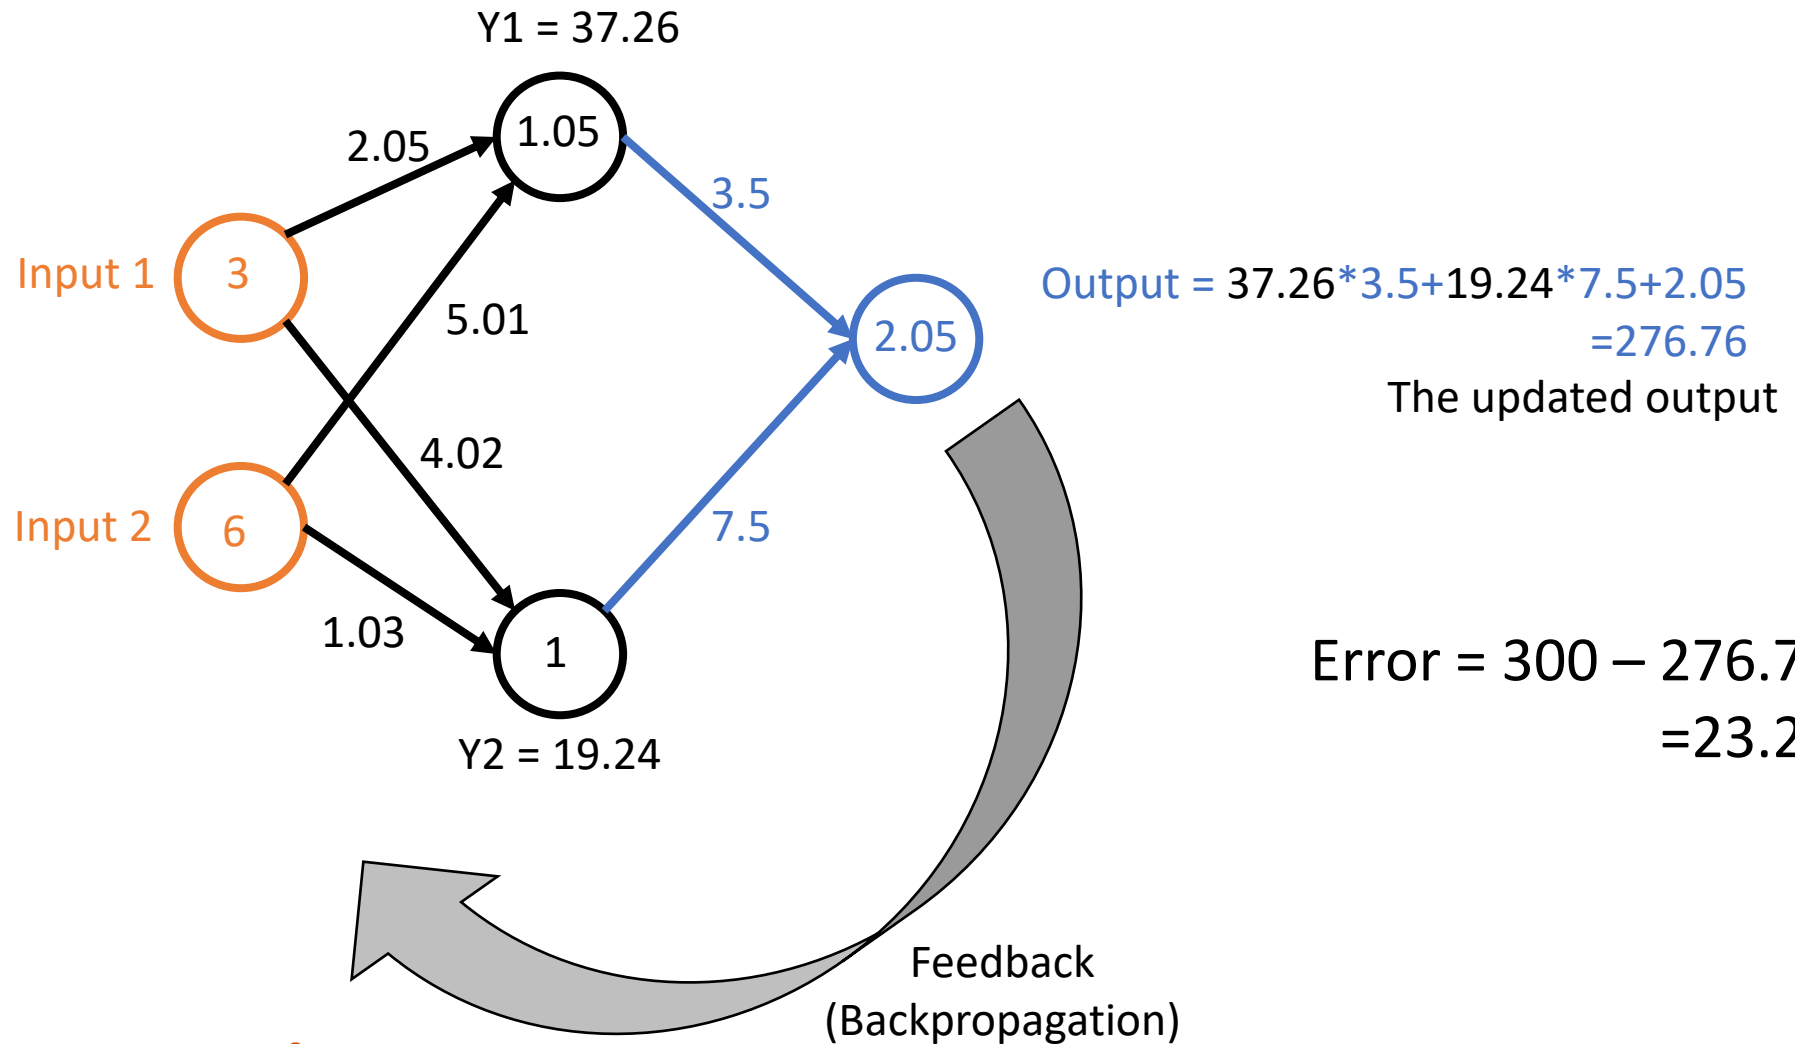 Y1 = 37.26
2.05
1.05
3.5
Input 1
3
Output = 37.26*3.5+19.24*7.5+2.05
=276.76
The updated output
5.01
2.05
4.02
Input 2
6
7.5
1.03
1
Error = 300 – 276.7
=23.2
Y2 = 19.24
Feedback
(Backpropagation)